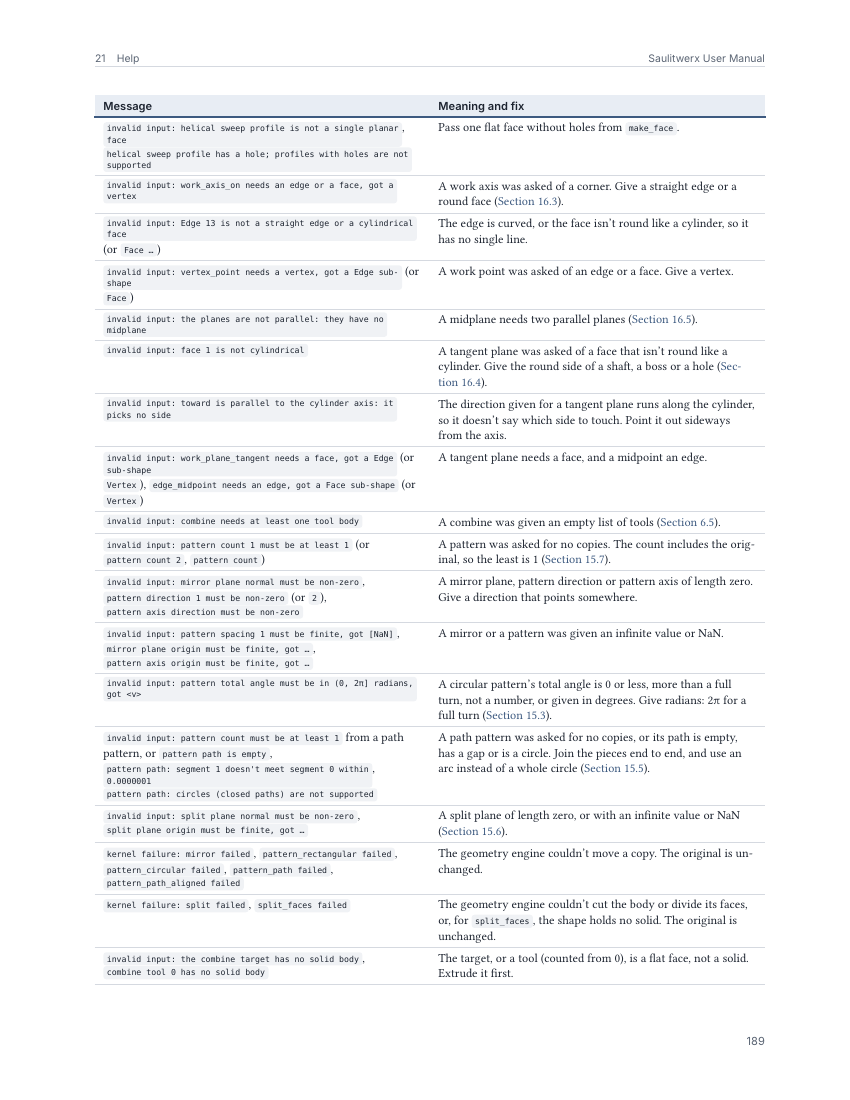 21 Help
Saulitwerx User Manual
Message
Meaning and fix
invalid input: helical sweep profile is not a single planar ,
face
helical sweep profile has a hole; profiles with holes are not
supported
Pass one flat face without holes from make_face .
invalid input: work_axis_on needs an edge or a face, got a
vertex
A work axis was asked of a corner. Give a straight edge or a
round face (Section 16.3).
invalid input: Edge 13 is not a straight edge or a cylindrical
face
(or Face … )
The edge is curved, or the face isn’t round like a cylinder, so it
has no single line.
invalid input: vertex_point needs a vertex, got a Edge sub- (or
shape
Face )
A work point was asked of an edge or a face. Give a vertex.
invalid input: the planes are not parallel: they have no
midplane
A midplane needs two parallel planes (Section 16.5).
invalid input: face 1 is not cylindrical
A tangent plane was asked of a face that isn’t round like a
cylinder. Give the round side of a shaft, a boss or a hole (Sec-
tion 16.4).
invalid input: toward is parallel to the cylinder axis: it
picks no side
The direction given for a tangent plane runs along the cylinder,
so it doesn’t say which side to touch. Point it out sideways
from the axis.
invalid input: work_plane_tangent needs a face, got a Edge (or
sub-shape
Vertex ), edge_midpoint needs an edge, got a Face sub-shape (or
Vertex )
A tangent plane needs a face, and a midpoint an edge.
invalid input: combine needs at least one tool body
A combine was given an empty list of tools (Section 6.5).
invalid input: pattern count 1 must be at least 1 (or
pattern count 2 , pattern count )
A pattern was asked for no copies. The count includes the orig-
inal, so the least is 1 (Section 15.7).
invalid input: mirror plane normal must be non-zero ,
pattern direction 1 must be non-zero (or 2 ),
pattern axis direction must be non-zero
A mirror plane, pattern direction or pattern axis of length zero.
Give a direction that points somewhere.
invalid input: pattern spacing 1 must be finite, got [NaN] ,
mirror plane origin must be finite, got … ,
pattern axis origin must be finite, got …
A mirror or a pattern was given an infinite value or NaN.
invalid input: pattern total angle must be in (0, 2π] radians,
got <v>
A circular pattern’s total angle is 0 or less, more than a full
turn, not a number, or given in degrees. Give radians: 2π for a
full turn (Section 15.3).
invalid input: pattern count must be at least 1 from a path
pattern, or pattern path is empty ,
pattern path: segment 1 doesn't meet segment 0 within ,
0.0000001
pattern path: circles (closed paths) are not supported
A path pattern was asked for no copies, or its path is empty,
has a gap or is a circle. Join the pieces end to end, and use an
arc instead of a whole circle (Section 15.5).
invalid input: split plane normal must be non-zero ,
split plane origin must be finite, got …
A split plane of length zero, or with an infinite value or NaN
(Section 15.6).
kernel failure: mirror failed , pattern_rectangular failed ,
pattern_circular failed , pattern_path failed ,
pattern_path_aligned failed
The geometry engine couldn’t move a copy. The original is un-
changed.
kernel failure: split failed , split_faces failed
The geometry engine couldn’t cut the body or divide its faces,
or, for split_faces , the shape holds no solid. The original is
unchanged.
invalid input: the combine target has no solid body ,
combine tool 0 has no solid body
The target, or a tool (counted from 0), is a flat face, not a solid.
Extrude it first.
189